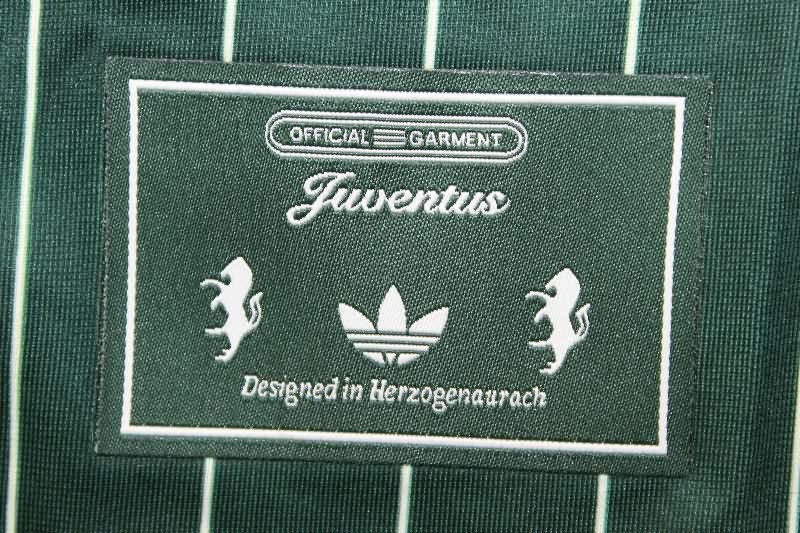 OFFICIAL GARMENT
Juventus
Designed in Herzogenaurach